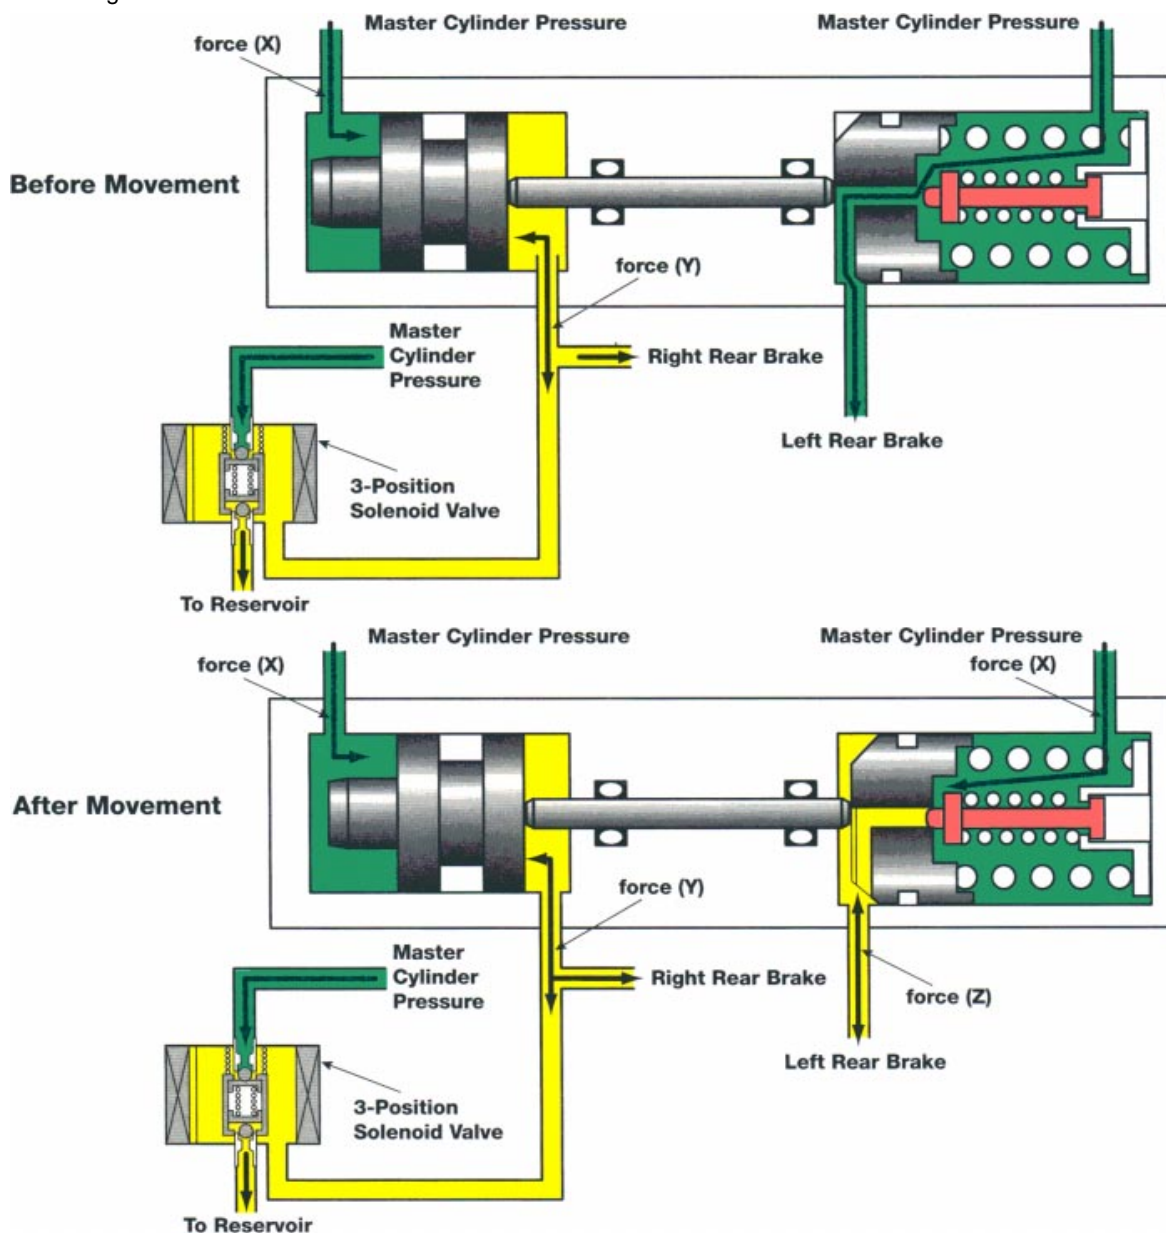 Master Cylinder Pressure
Master Cylinder Pressure
force (X)
Before Movement
force (Y)
Master
Cylinder
Pressure
Right Rear Brake
Left Rear Brake
3-Position
Solenoid Valve
To Reservoir
Master Cylinder Pressure
Master Cylinder Pressure
force (X)
force (X)
After Movement
force (Y)
Master
Cylinder
Pressure
Right Rear Brake
force (Z)
Left Rear Brake
3-Position
Solenoid Valve
To Reservoir